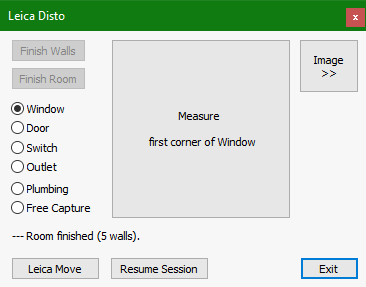 Leica Disto
x
Finish Walls
Finish Room
Window
Door
Switch
Outlet
Plumbing
Free Capture
Measure
first corner of Window
Image
>>
--- Room finished (5 walls).
Leica Move
Resume Session
Exit